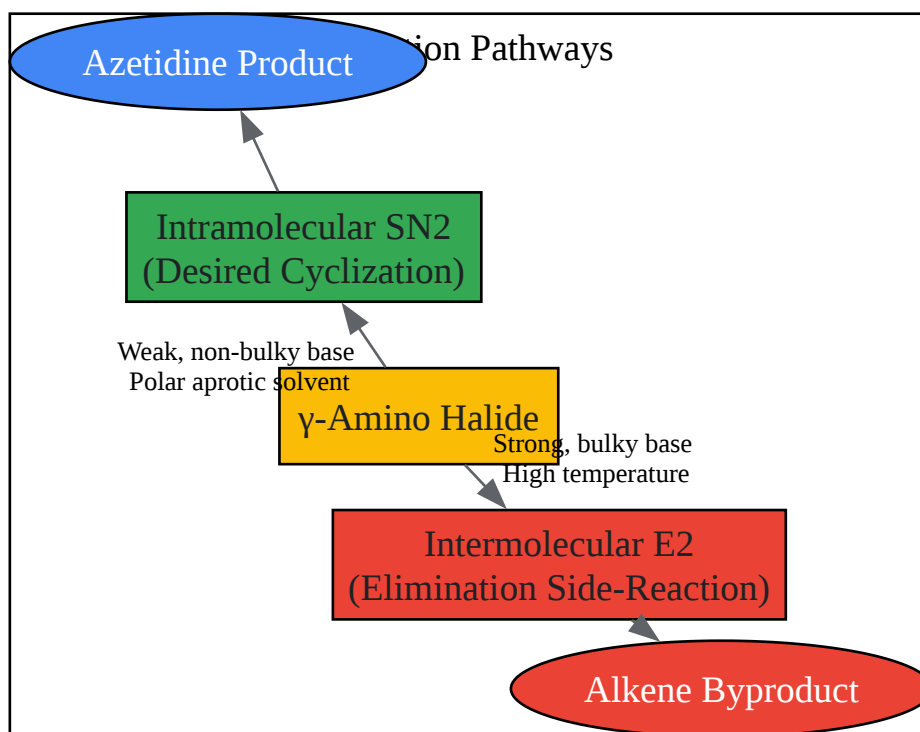 Azetidine Product
ion Pathways
Intramolecular SN2
(Desired Cyclization)
Weak, non-bulky base
Polar aprotic solvent
γ-Amino Halide
Strong, bulky base
High temperature
Intermolecular E2
(Elimination Side-Reaction)
Alkene Byproduct